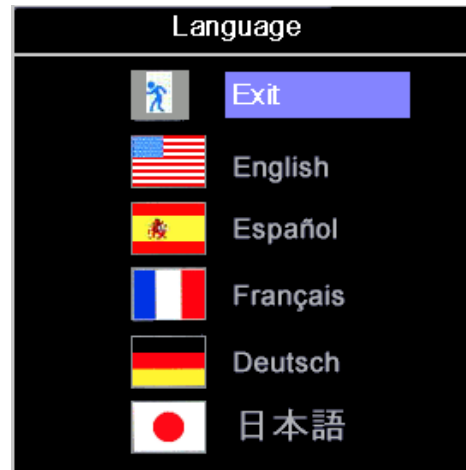 Language
Exit
English
Español
Français
Deutsch
日本語